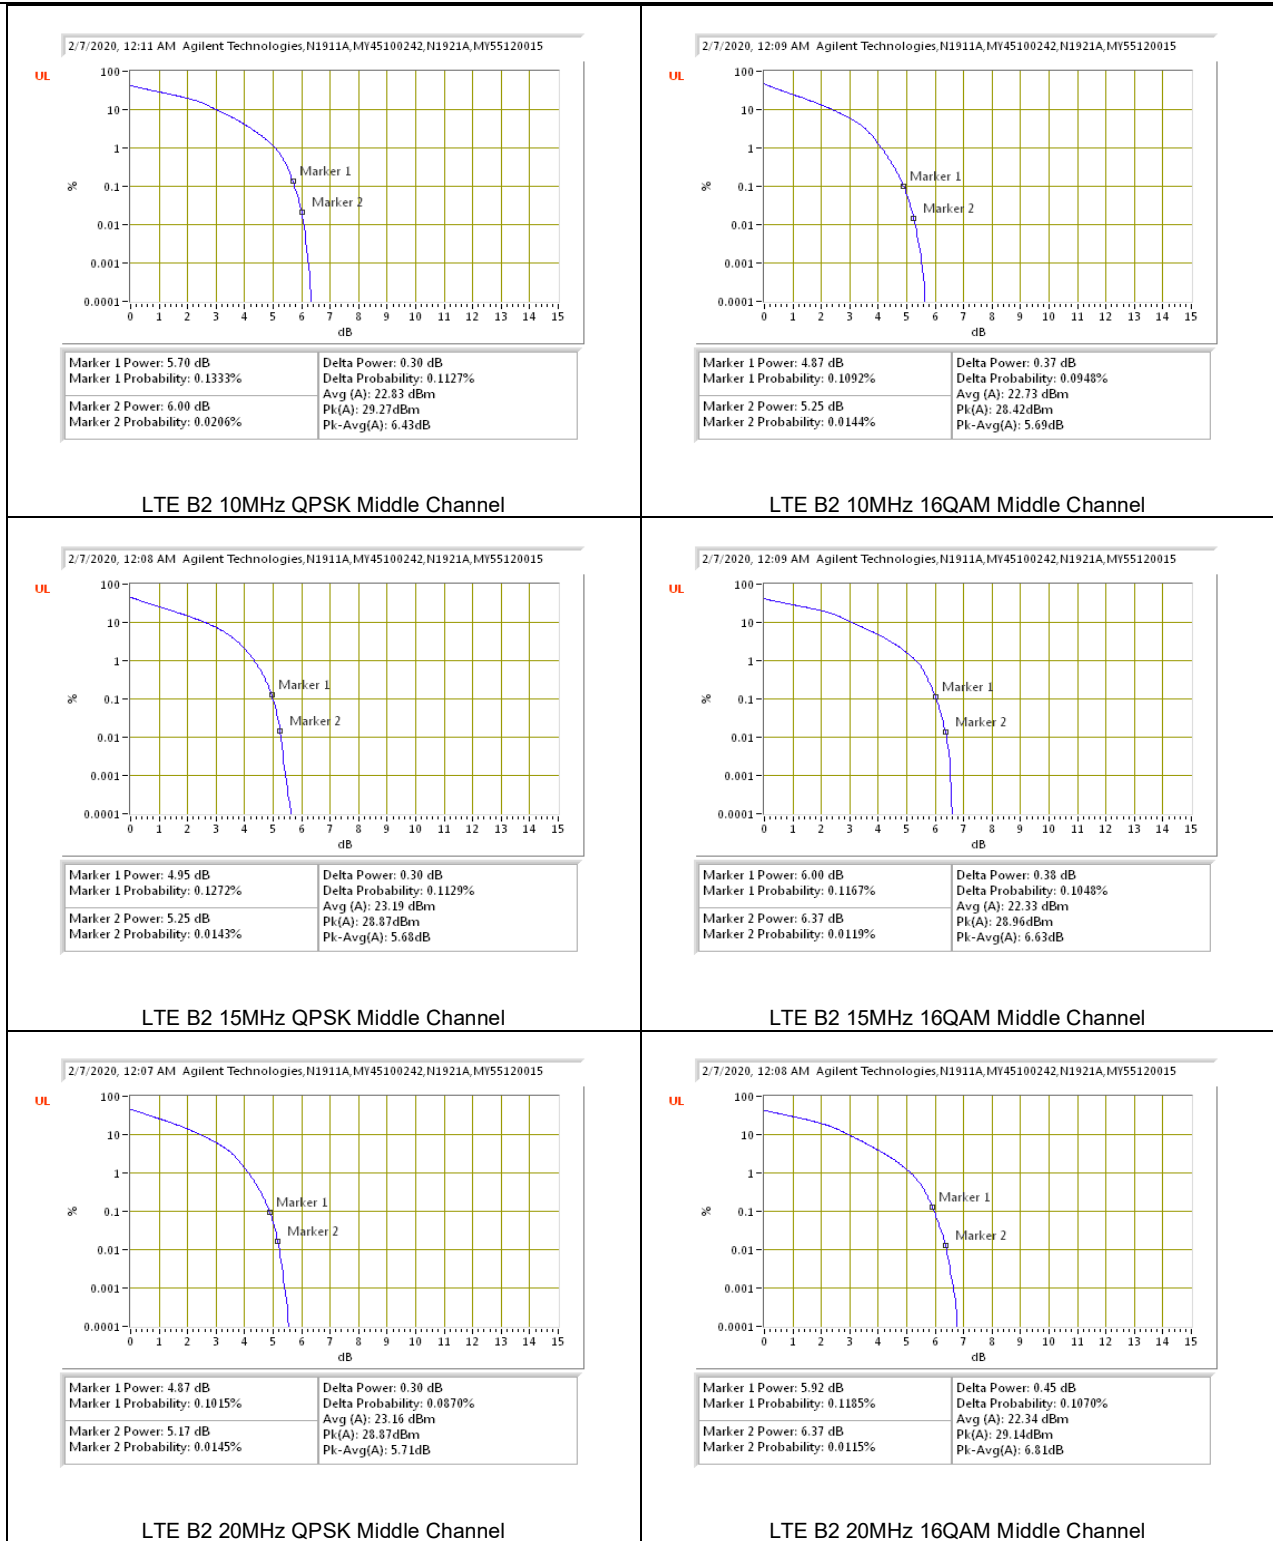 2/7/2020, 12:11 AM Agilent Technologies,N1911A,MY45100242,N1921A,MY55120015
UL
100
10
1
0.1
0.01
0.001
0.0001
%
Marker 1
Marker 2
0 1 2 3 4 5 6 7 8 9 10 11 12 13 14 15
dB
Marker 1 Power: 5.70 dB
Marker 1 Probability: 0.1333%
Marker 2 Power: 6.00 dB
Marker 2 Probability: 0.0206%
Delta Power: 0.30 dB
Delta Probability: 0.1127%
Avg (A): 22.83 dBm
Pk(A): 29.27dBm
Pk-Avg(A): 6.43dB
LTE B2 10MHz QPSK Middle Channel
2/7/2020, 12:09 AM Agilent Technologies,N1911A,MY45100242,N1921A,MY55120015
UL
100
10
1
0.1
0.01
0.001
0.0001
%
Marker 1
Marker 2
0 1 2 3 4 5 6 7 8 9 10 11 12 13 14 15
dB
Marker 1 Power: 4.87 dB
Marker 1 Probability: 0.1092%
Marker 2 Power: 5.25 dB
Marker 2 Probability: 0.0144%
Delta Power: 0.37 dB
Delta Probability: 0.0948%
Avg (A): 22.73 dBm
Pk(A): 28.42dBm
Pk-Avg(A): 5.69dB
LTE B2 10MHz 16QAM Middle Channel
2/7/2020, 12:08 AM Agilent Technologies,N1911A,MY45100242,N1921A,MY55120015
UL
100
10
1
0.1
0.01
0.001
0.0001
%
Marker 1
Marker 2
0 1 2 3 4 5 6 7 8 9 10 11 12 13 14 15
dB
Marker 1 Power: 4.95 dB
Marker 1 Probability: 0.1272%
Marker 2 Power: 5.25 dB
Marker 2 Probability: 0.0143%
Delta Power: 0.30 dB
Delta Probability: 0.1129%
Avg (A): 23.19 dBm
Pk(A): 28.87dBm
Pk-Avg(A): 5.68dB
LTE B2 15MHz QPSK Middle Channel
2/7/2020, 12:09 AM Agilent Technologies,N1911A,MY45100242,N1921A,MY55120015
UL
100
10
1
0.1
0.01
0.001
0.0001
%
Marker 1
Marker 2
0 1 2 3 4 5 6 7 8 9 10 11 12 13 14 15
dB
Marker 1 Power: 6.00 dB
Marker 1 Probability: 0.1167%
Marker 2 Power: 6.37 dB
Marker 2 Probability: 0.0119%
Delta Power: 0.38 dB
Delta Probability: 0.1048%
Avg (A): 22.33 dBm
Pk(A): 28.96dBm
Pk-Avg(A): 6.63dB
LTE B2 15MHz 16QAM Middle Channel
2/7/2020, 12:07 AM Agilent Technologies,N1911A,MY45100242,N1921A,MY55120015
UL
100
10
1
0.1
0.01
0.001
0.0001
%
Marker 1
Marker 2
0 1 2 3 4 5 6 7 8 9 10 11 12 13 14 15
dB
Marker 1 Power: 4.87 dB
Marker 1 Probability: 0.1015%
Marker 2 Power: 5.17 dB
Marker 2 Probability: 0.0145%
Delta Power: 0.30 dB
Delta Probability: 0.0870%
Avg (A): 23.16 dBm
Pk(A): 28.87dBm
Pk-Avg(A): 5.71dB
LTE B2 20MHz QPSK Middle Channel
2/7/2020, 12:08 AM Agilent Technologies,N1911A,MY45100242,N1921A,MY55120015
UL
100
10
1
0.1
0.01
0.001
0.0001
%
Marker 1
Marker 2
0 1 2 3 4 5 6 7 8 9 10 11 12 13 14 15
dB
Marker 1 Power: 5.92 dB
Marker 1 Probability: 0.1185%
Marker 2 Power: 6.37 dB
Marker 2 Probability: 0.0115%
Delta Power: 0.45 dB
Delta Probability: 0.1070%
Avg (A): 22.34 dBm
Pk(A): 29.14dBm
Pk-Avg(A): 6.81dB
LTE B2 20MHz 16QAM Middle Channel